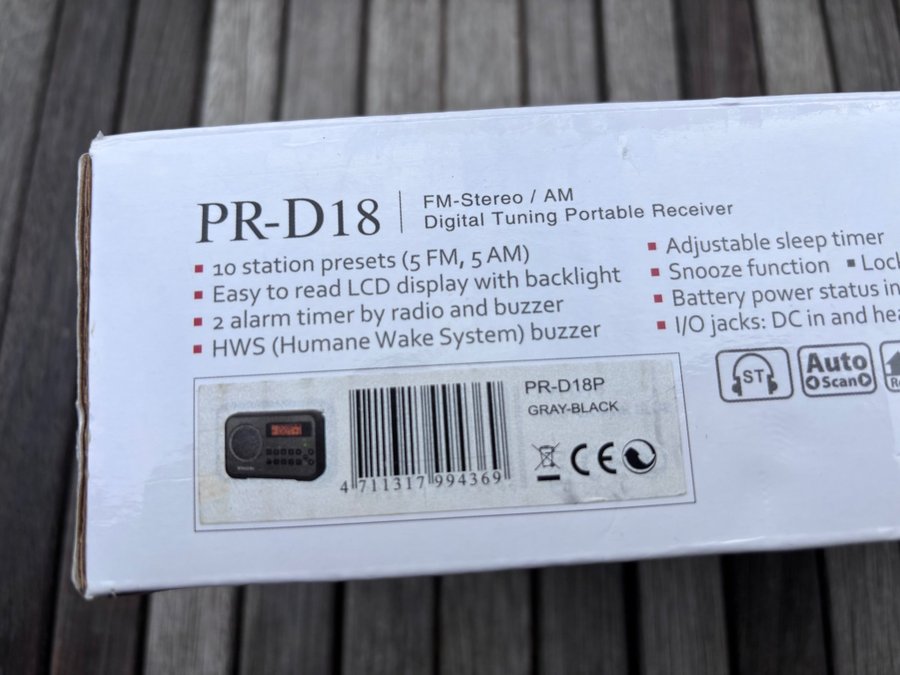 PR-D18
FM-Stereo / AM
Digital Tuning Portable Receiver
10 station presets (5 FM, 5 AM)
Easy to read LCD display with backlight
2 alarm timer by radio and buzzer
HWS (Humane Wake System) buzzer
Adjustable sleep timer
Snooze function
Battery power status
I/O jacks: DC in and
ST
Auto
Scan
PR-D18P
GRAY-BLACK
CE
4 711317 994369